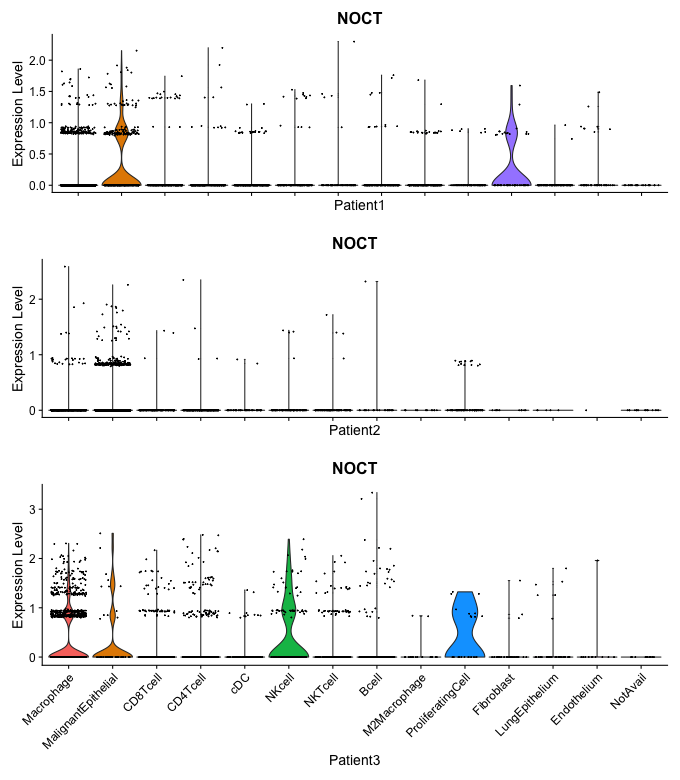 NOCT
Expression Level
2.0
1.5
1.0
0.5
0.0
Patient1
NOCT
Expression Level
2
1
0
Patient2
NOCT
Expression Level
3
2
1
0
Macrophage
MalignantEpithelial
CD8Tcell
CD4Tcell
cDC
NKcell
NKTcell
Bcell
M2Macrophage
ProliferatingCell
Fibroblast
LungEpithelium
Endothelium
NotAvail
Patient3